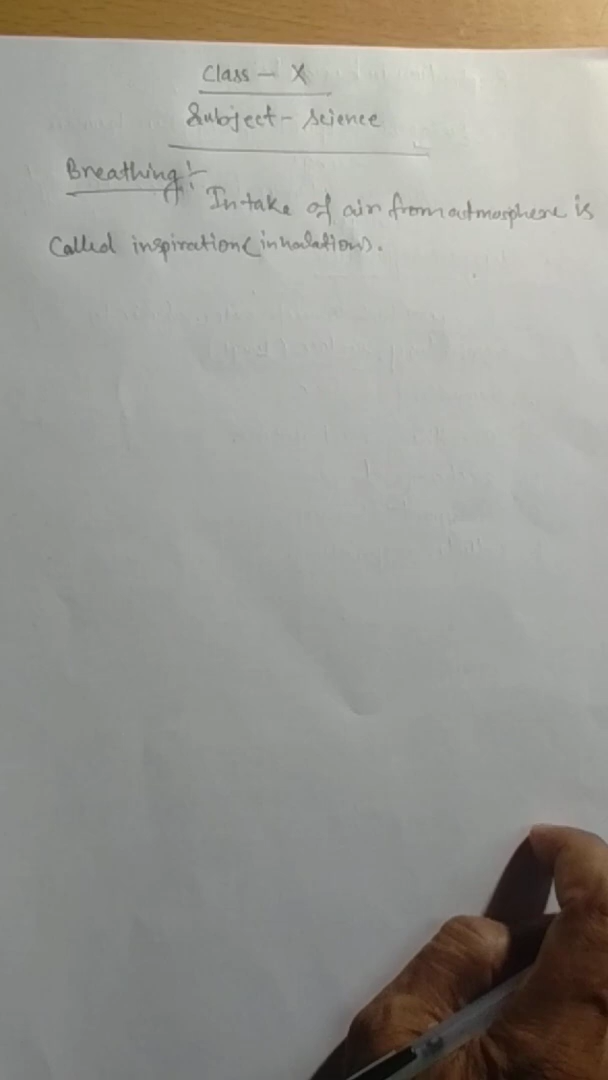 Class - X
Subject - Science
Breathing :-
Intake of air from atmosphere is
called inspiration (inhalation).